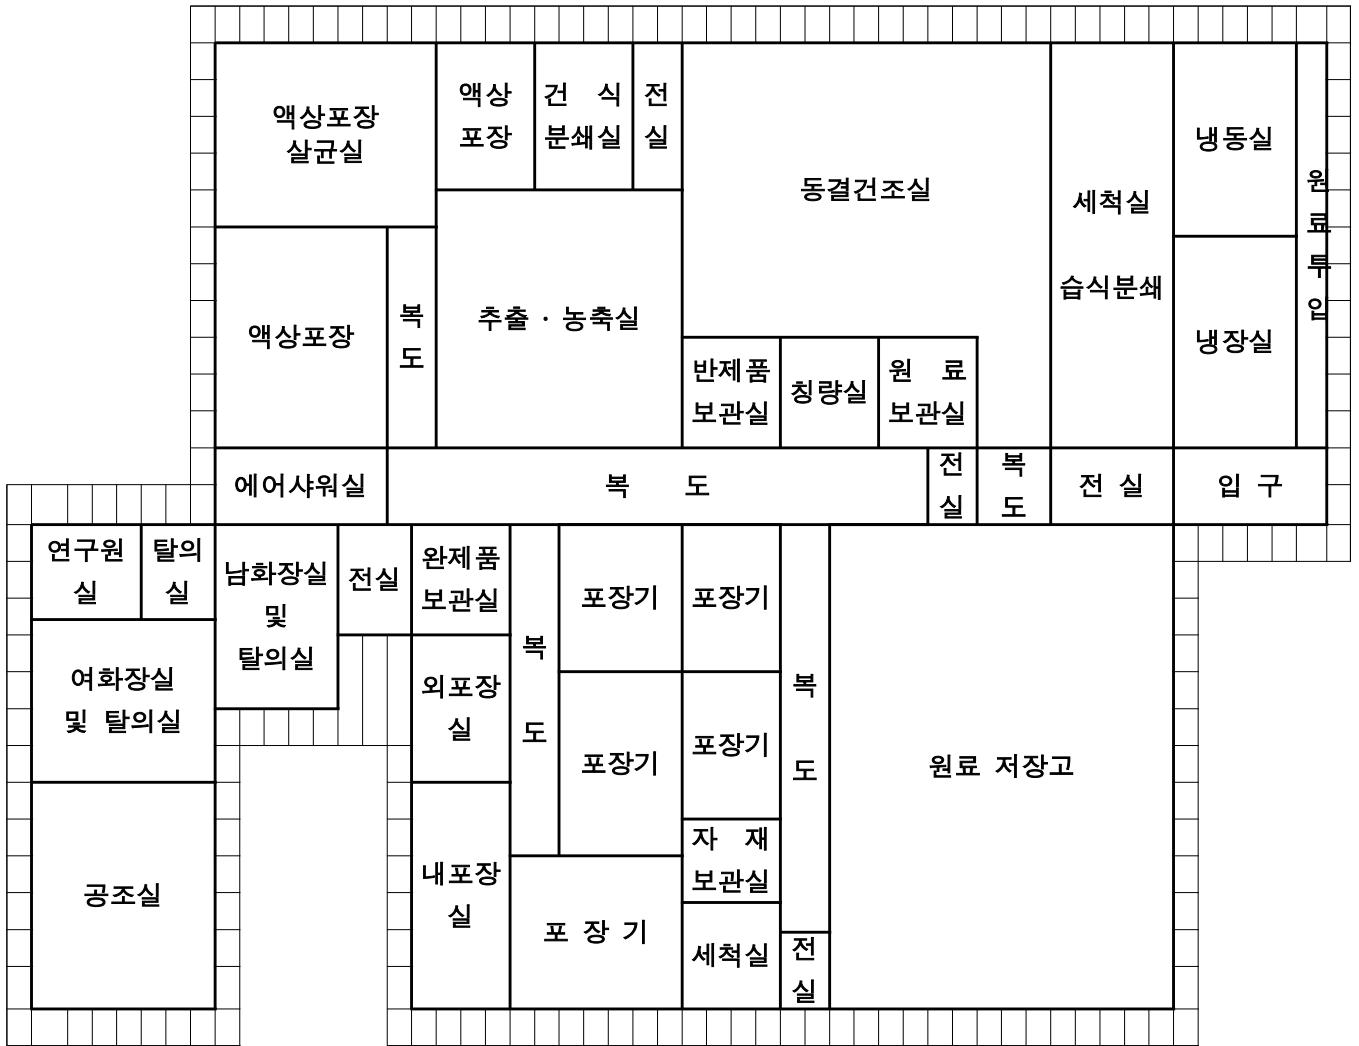 액상포장
살균실
액상
포장
건 식
분쇄실
전
실
동결건조실
세척실
습식분쇄
냉동실
원
료
투
입
액상포장
복
도
추출 · 농축실
반제품
보관실
칭량실
원 료
보관실
냉장실
에어샤워실
복 도
전
실
복
도
전 실
입 구
연구원
실
탈의
실
남화장실
및
탈의실
전실
완제품
보관실
복
도
포장기
포장기
복
도
원료 저장고
여화장실
및 탈의실
외포장
실
포장기
포장기
공조실
내포장
실
포 장 기
자 재
보관실
세척실
전
실